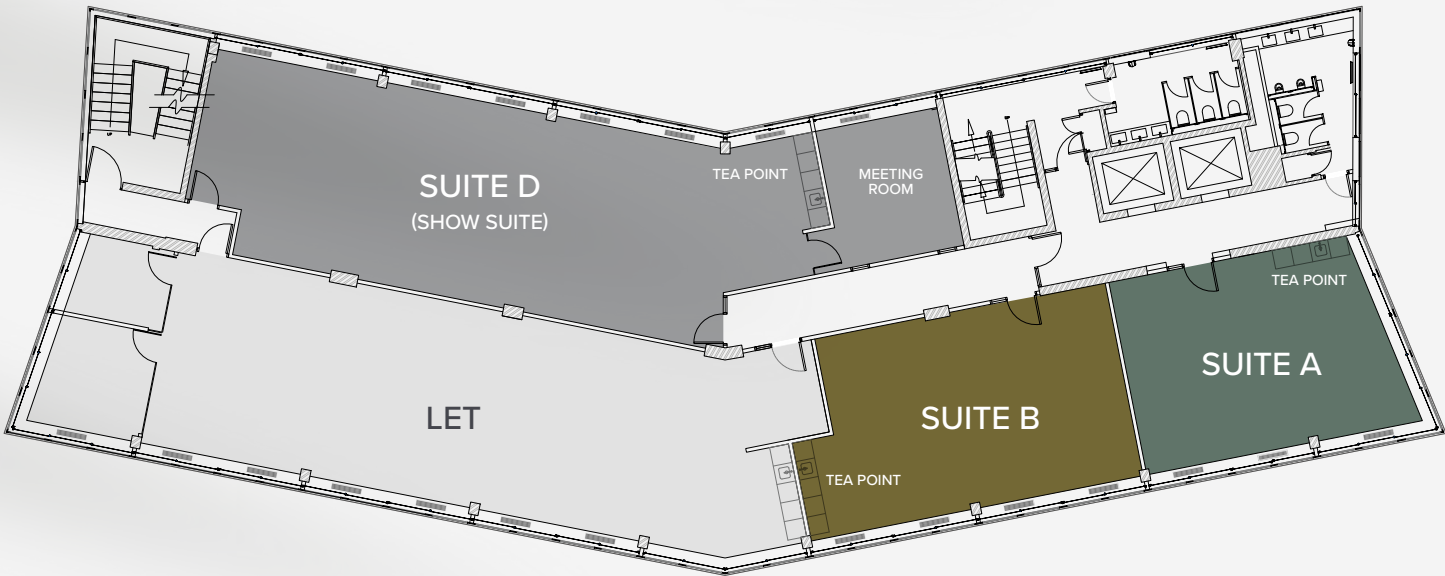 SUITE D
(SHOW SUITE)
TEA POINT
MEETING
ROOM
TEA POINT
SUITE A
LET
SUITE B
TEA POINT